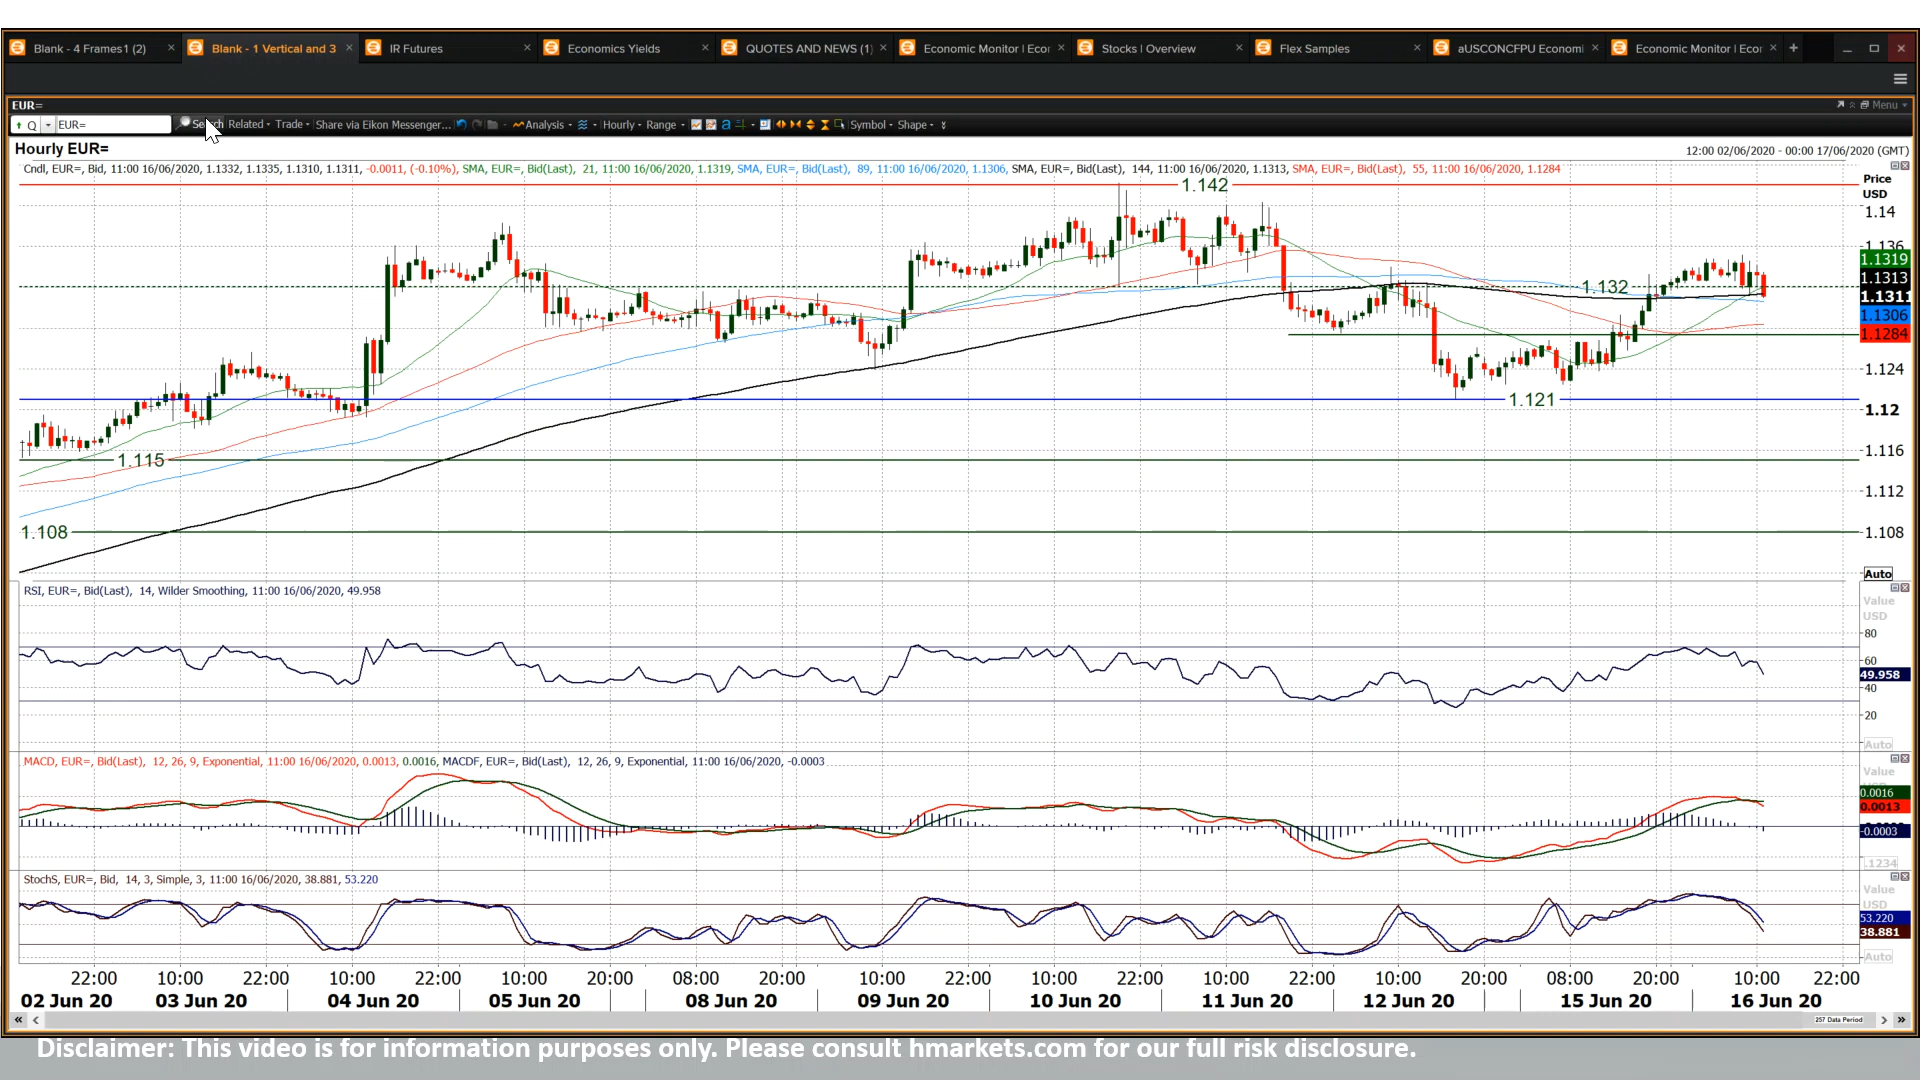 Blank - 4 Frames1 (2) Blank - 1 Vertical and 3 IR Futures Economics Yields QUOTES AND NEWS (1) Economic Monitor | Ecor Stocks | Overview Flex Samples aUSCONCFPU Economi Economic Monitor | Ecor
EUR=
Menu
Q EUR= Search Related Trade Share via Eikon Messenger... Analysis Hourly Range Symbol Shape
Hourly EUR=
12:00 02/06/2020 - 00:00 17/06/2020 (GMT)
Cndl, EUR=, Bid, 11:00 16/06/2020, 1.1332, 1.1335, 1.1310, 1.1311, -0.0011, (-0.10%), SMA, EUR=, Bid(Last), 21, 11:00 16/06/2020, 1.1319, SMA, EUR=, Bid(Last), 89, 11:00 16/06/2020, 1.1306, SMA, EUR=, Bid(Last), 144, 11:00 16/06/2020, 1.1313, SMA, EUR=, Bid(Last), 55, 11:00 16/06/2020, 1.1284
Price
USD
1.142
1.14
1.136
1.1319
1.1313
1.132
1.1311
1.1306
1.1284
1.124
1.121
1.12
1.116
1.115
1.112
1.108
1.108
Auto
RSI, EUR=, Bid(Last), 14, Wilder Smoothing, 11:00 16/06/2020, 49.958
Value
USD
80
60
49.958
40
20
Auto
MACD, EUR=, Bid(Last), 12, 26, 9, Exponential, 11:00 16/06/2020, 0.0013, 0.0016, MACDF, EUR=, Bid(Last), 12, 26, 9, Exponential, 11:00 16/06/2020, -0.0003
Value
0.0016
0.0013
-0.0003
.1234
StochS, EUR=, Bid, 14, 3, Simple, 3, 11:00 16/06/2020, 38.881, 53.220
Value
USD
53.220
38.881
Auto
22:00 10:00 22:00 10:00 22:00 10:00 20:00 08:00 20:00 10:00 22:00 10:00 22:00 10:00 22:00 10:00 20:00 08:00 20:00 10:00 22:00
02 Jun 20 03 Jun 20 04 Jun 20 05 Jun 20 08 Jun 20 09 Jun 20 10 Jun 20 11 Jun 20 12 Jun 20 15 Jun 20 16 Jun 20
257 Data Period
Disclaimer: This video is for information purposes only. Please consult hmarkets.com for our full risk disclosure.